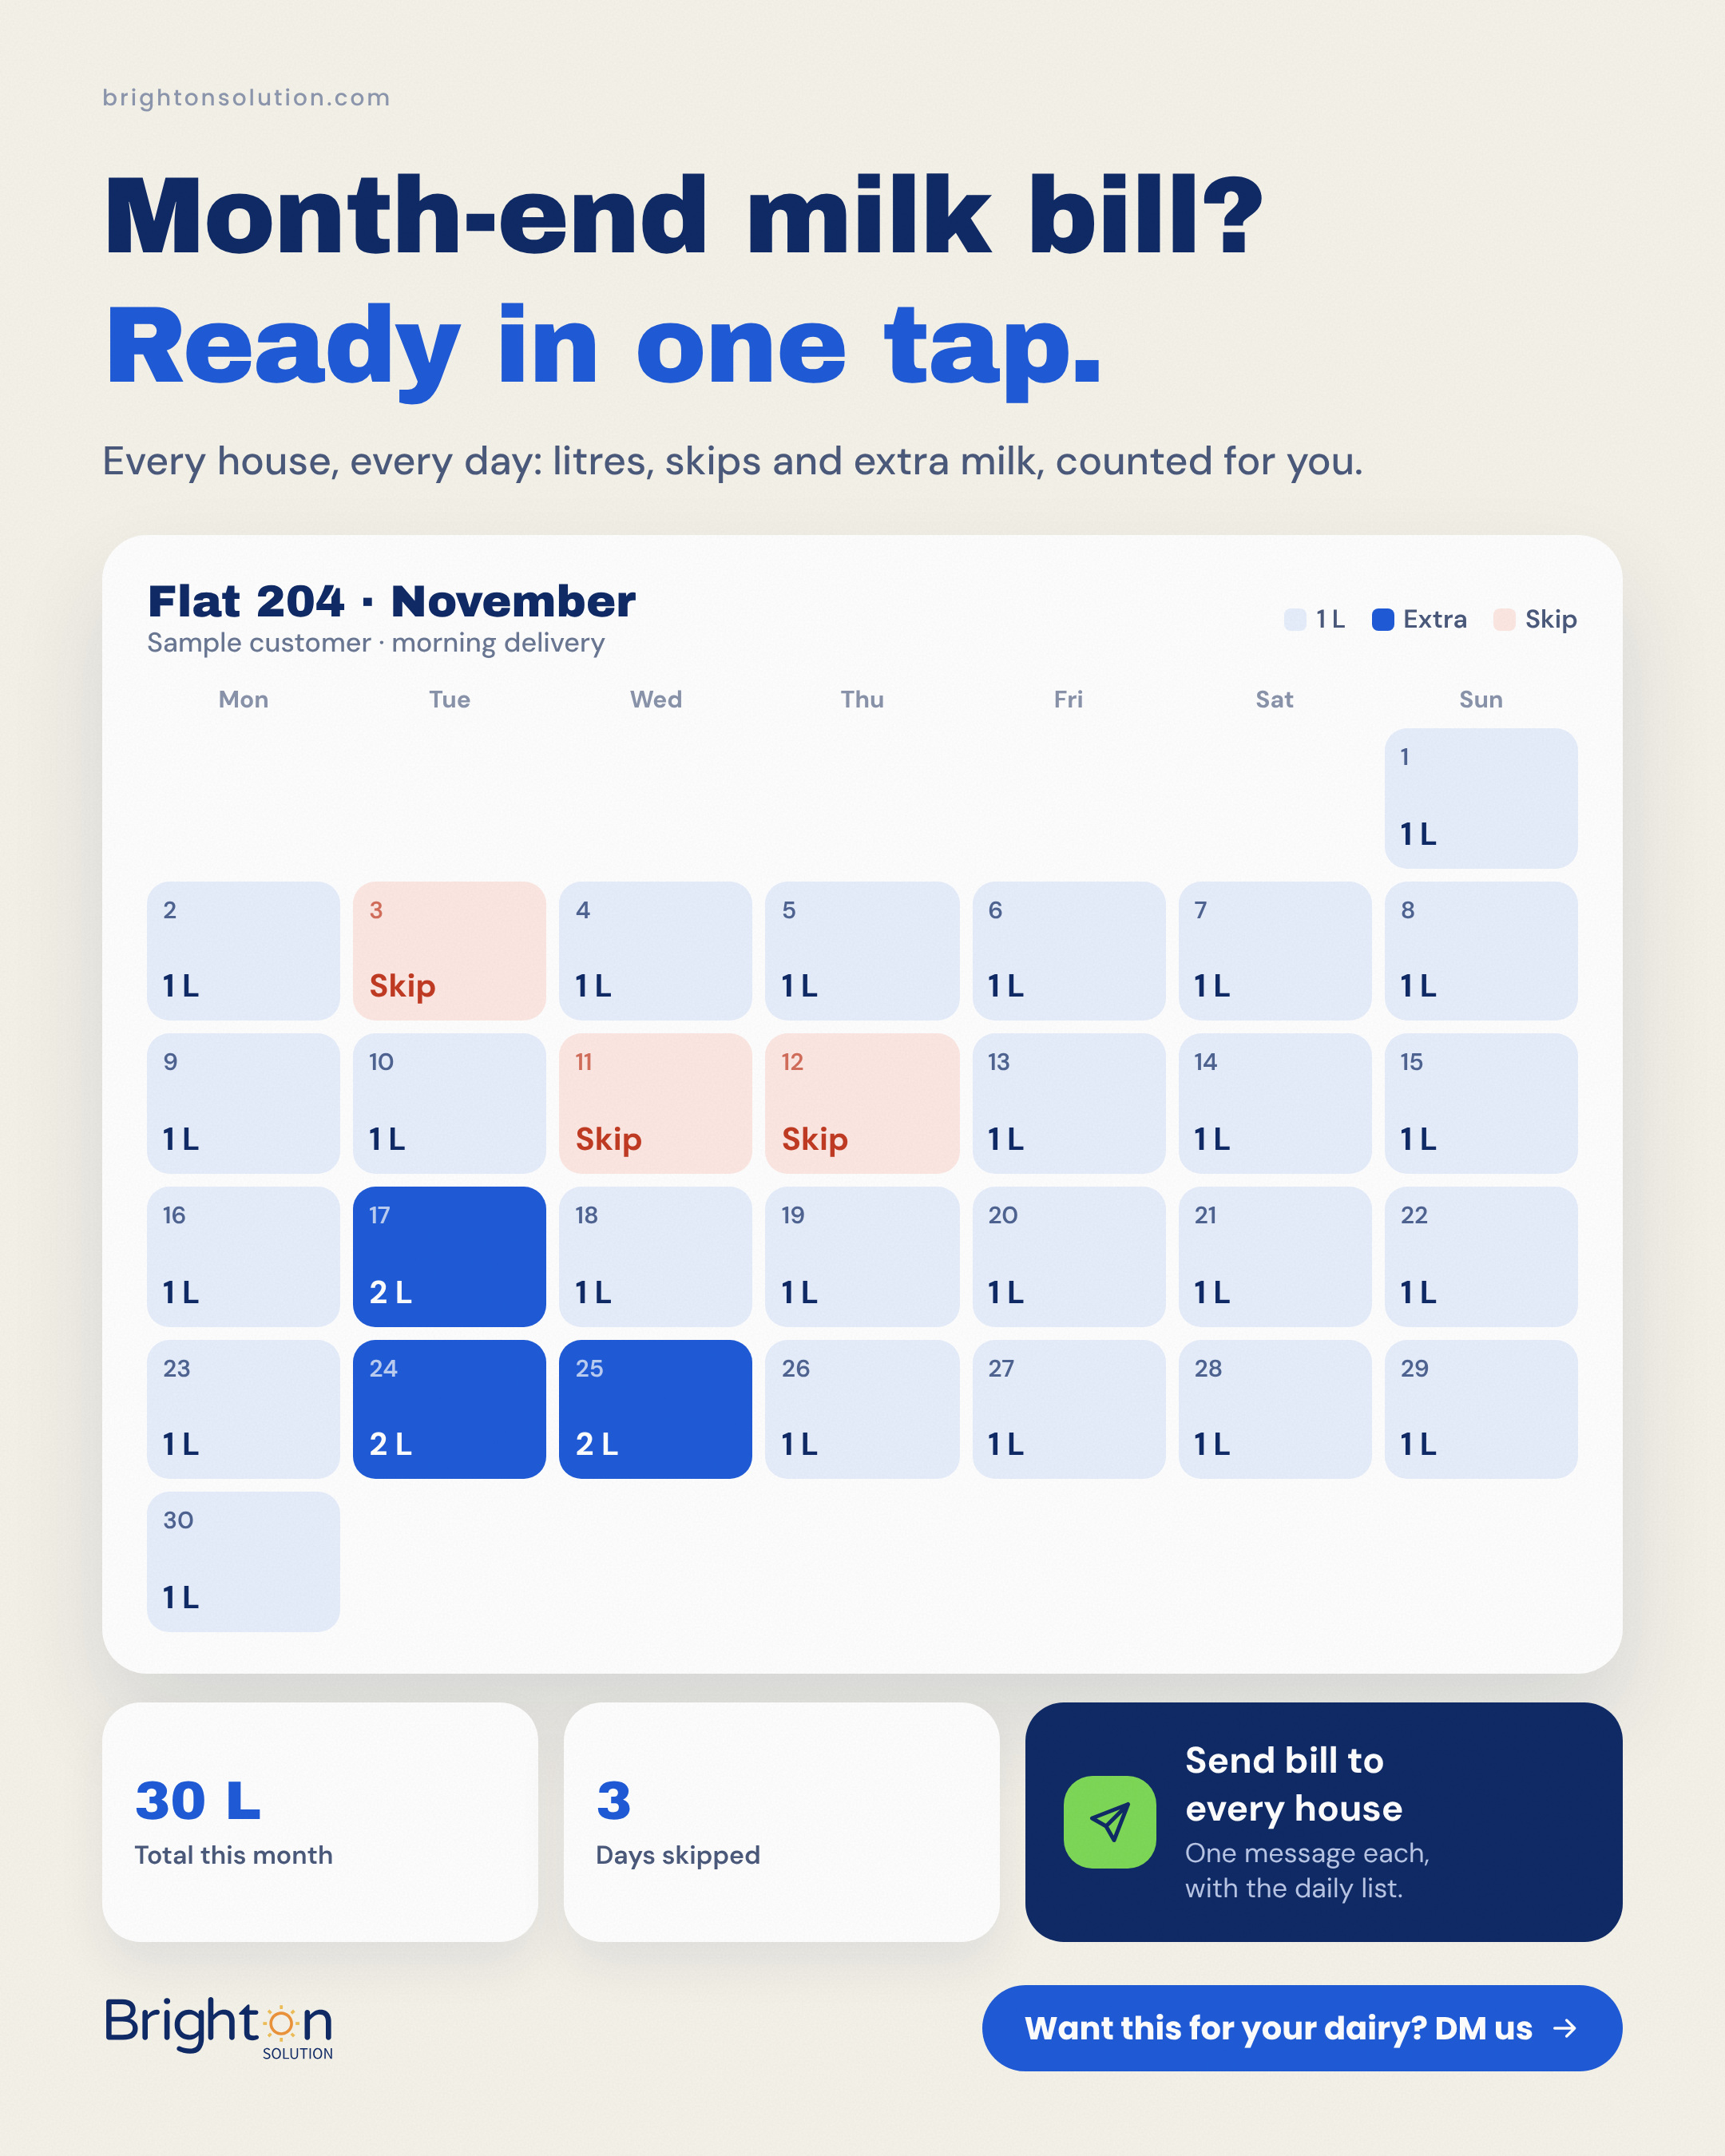 brightonsolution.com
Month-end milk bill?
Ready in one tap.
Every house, every day: litres, skips and extra milk, counted for you.
Flat 204 · November
Sample customer · morning delivery
1 L Extra Skip
Mon Tue Wed Thu Fri Sat Sun
1
1 L
2 3 4 5 6 7 8
1 L Skip 1 L 1 L 1 L 1 L 1 L
9 10 11 12 13 14 15
1 L 1 L Skip Skip 1 L 1 L 1 L
16 17 18 19 20 21 22
1 L 2 L 1 L 1 L 1 L 1 L 1 L
23 24 25 26 27 28 29
1 L 2 L 2 L 1 L 1 L 1 L 1 L
30
1 L
30 L
Total this month
3
Days skipped
Send bill to
every house
One message each,
with the daily list.
Brighton
SOLUTION
Want this for your dairy? DM us →